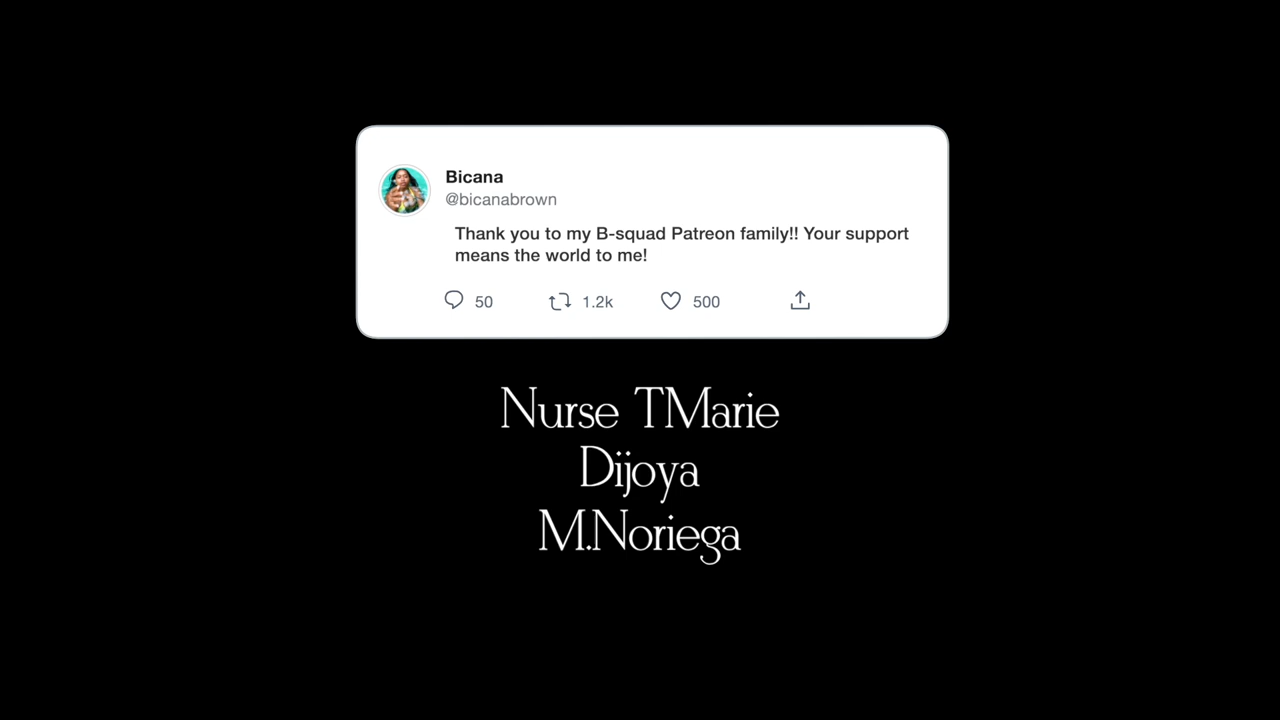 Bicana
@bicanabrown
Thank you to my B-squad Patreon family!! Your support
means the world to me!
50 1.2k 500
Nurse TMarie
Dijoya
M.Noriega